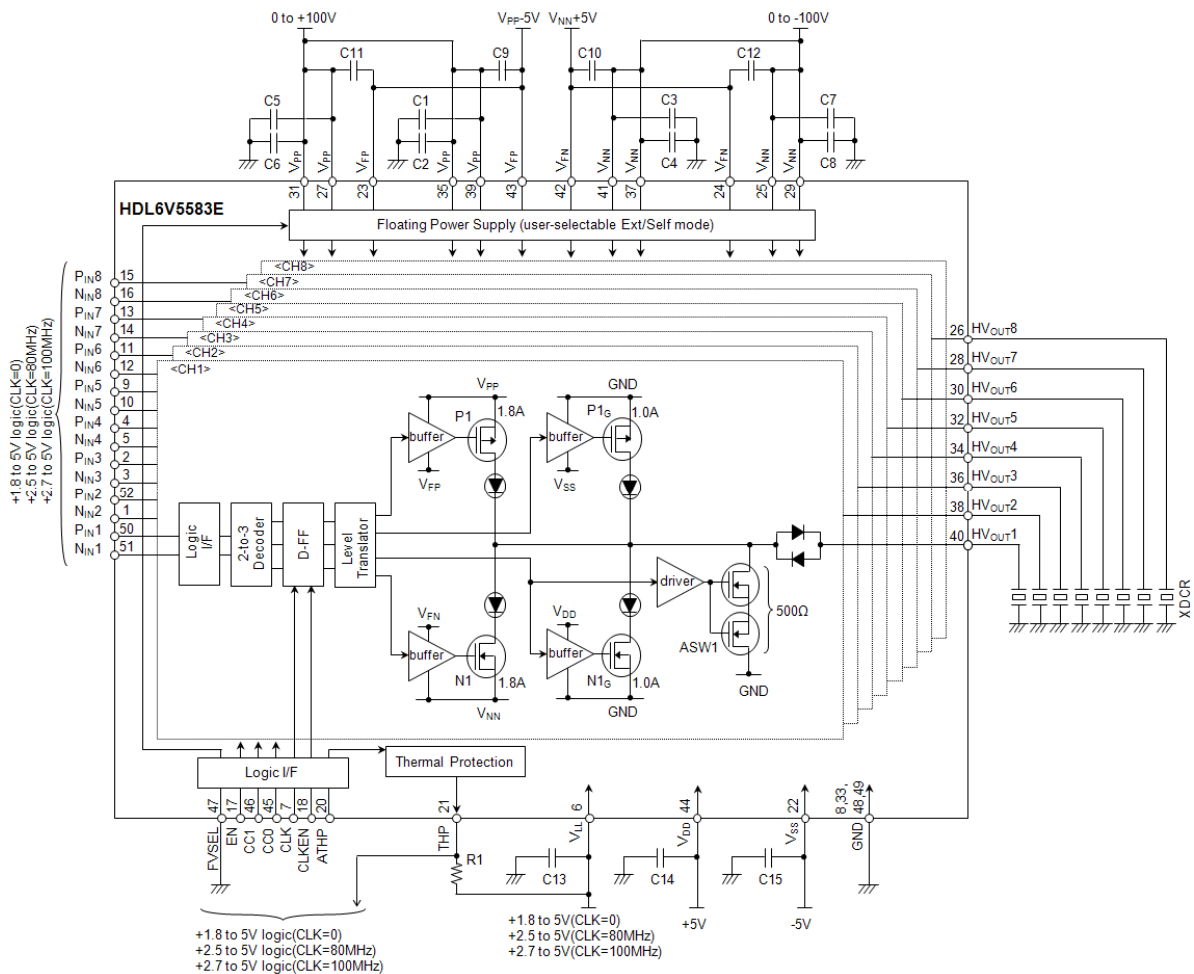 0 to +100V
VPP-5V
VNN+5V
0 to -100V
C11
C9
C10
C12
C5
C1
C3
C7
C6
C2
C4
C8
VPP
VPP
VFP
VPP
VPP
VFP
VFN
VNN
VNN
VFN
VNN
VNN
31
27
23
35
39
43
42
41
37
24
25
29
HDL6V5583E
Floating Power Supply (user-selectable Ext/Self mode)
+1.8 to 5V logic(CLK=0)
+2.5 to 5V logic(CLK=80MHz)
+2.7 to 5V logic(CLK=100MHz)
PIN8 15
NIN8 16
PIN7 13
NIN7 14
PIN6 11
NIN6 12
PIN5 9
NIN5 10
PIN4 4
NIN4 5
PIN3 2
NIN3 3
PIN2 52
NIN2 1
PIN1 50
NIN1 51
<CH8>
<CH7>
<CH6>
<CH5>
<CH4>
<CH3>
<CH2>
<CH1>
26 HVOUT8
28 HVOUT7
30 HVOUT6
32 HVOUT5
34 HVOUT4
36 HVOUT3
38 HVOUT2
40 HVOUT1
XDCR
VPP
GND
P1
1.8A
P1G
1.0A
buffer
buffer
VFP
VSS
Logic
I/F
2-to-3
Decoder
D-FF
Level
Translator
driver
500Ω
ASW1
GND
VFN
VDD
buffer
buffer
N1
1.8A
N1G
1.0A
VNN
GND
Logic I/F
Thermal Protection
47
17
46
45
7
18
20
21
6
44
22
8,33,
48,49
FVSEL
EN
CC1
CC0
CLK
CLKEN
ATHP
THP
VLL
VDD
VSS
GND
R1
C13
C14
C15
+1.8 to 5V logic(CLK=0)
+2.5 to 5V logic(CLK=80MHz)
+2.7 to 5V logic(CLK=100MHz)
+1.8 to 5V(CLK=0)
+2.5 to 5V(CLK=80MHz)
+2.7 to 5V(CLK=100MHz)
+5V
-5V